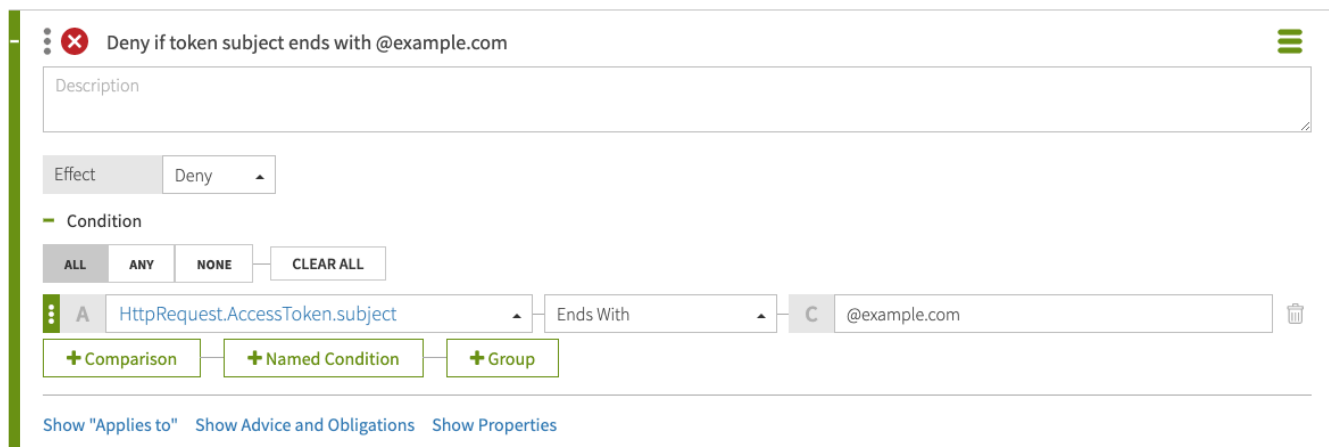 Deny if token subject ends with @example.com
Description
Effect Deny
Condition
ALL ANY NONE CLEAR ALL
A HttpRequest.AccessToken.subject Ends With C @example.com
+ Comparison + Named Condition + Group
Show "Applies to" Show Advice and Obligations Show Properties